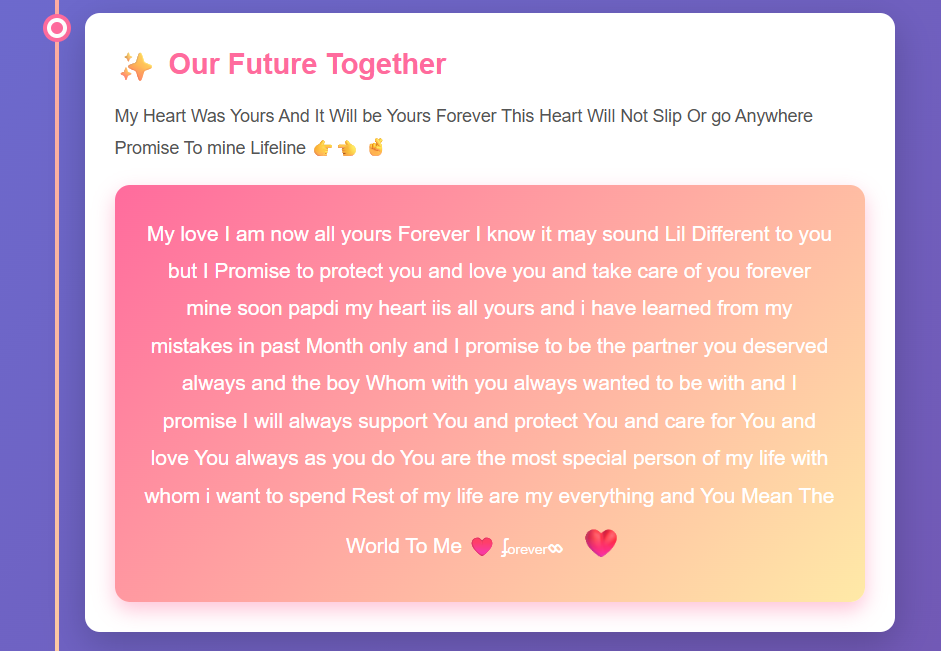 ✨ Our Future Together
My Heart Was Yours And It Will be Yours Forever This Heart Will Not Slip Or go Anywhere
Promise To mine Lifeline 👉👈 🤞
My love I am now all yours Forever I know it may sound Lil Different to you
but I Promise to protect you and love you and take care of you forever
mine soon papdi my heart iis all yours and i have learned from my
mistakes in past Month only and I promise to be the partner you deserved
always and the boy Whom with you always wanted to be with and I
promise I will always support You and protect You and care for You and
love You always as you do You are the most special person of my life with
whom i want to spend Rest of my life are my everything and You Mean The
World To Me ❤️ ʆₒᵣₑᵥₑᵣ∞ ❤️